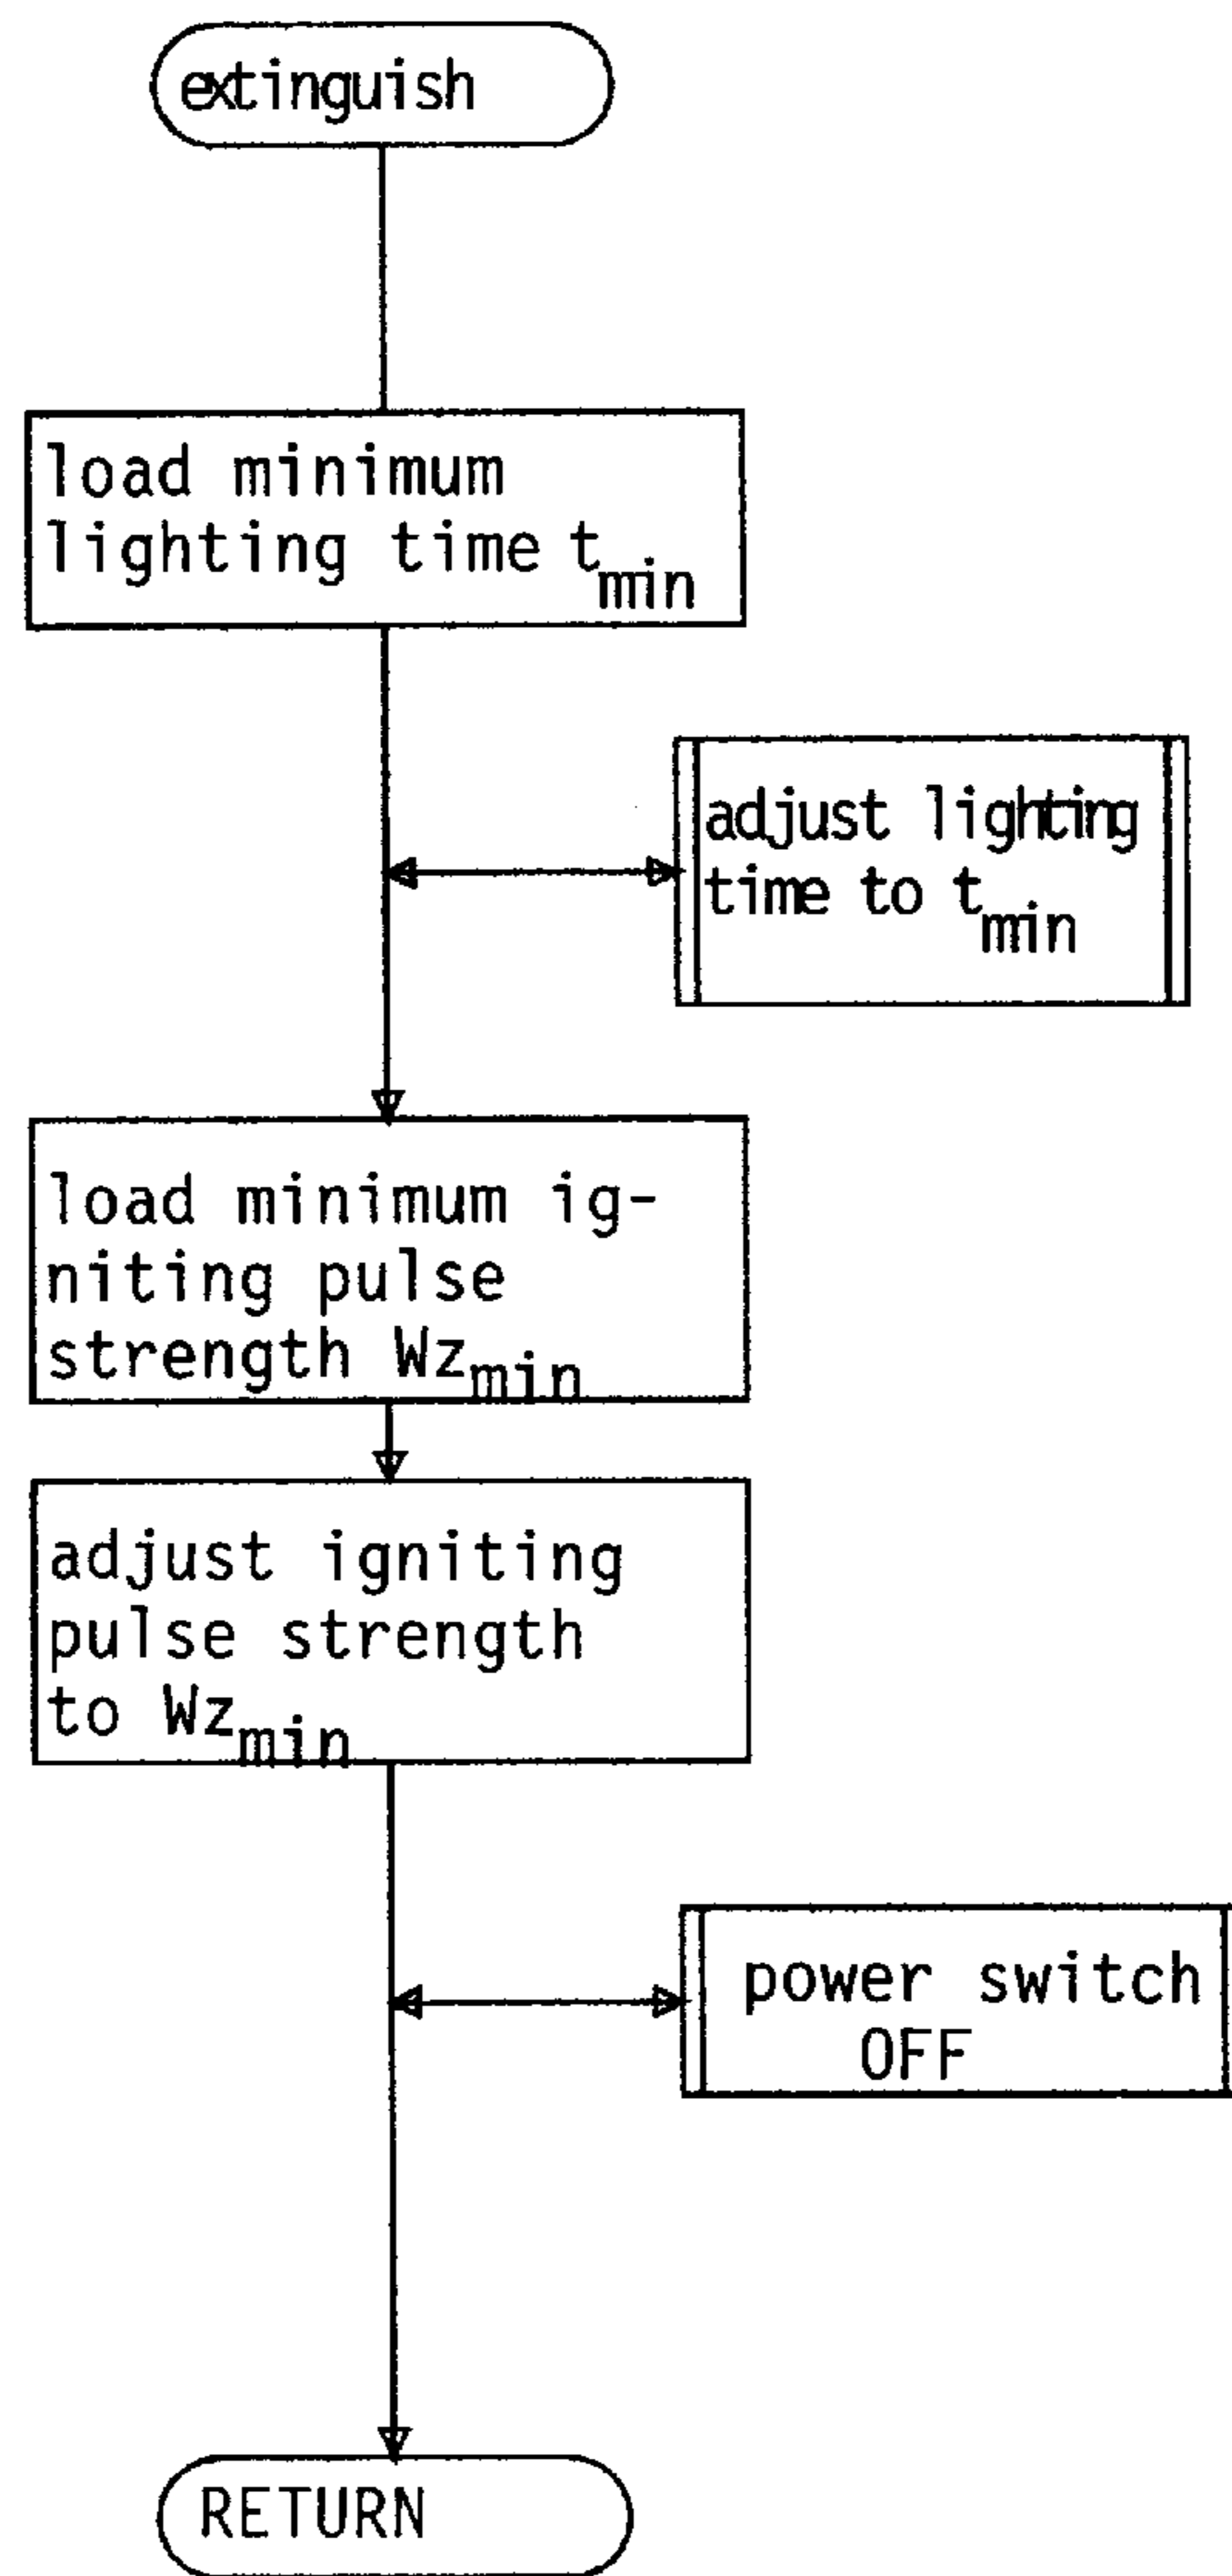 extinguish
load minimum
lighting time t_min
adjust lighting
time to t_min
load minimum ig-
niting pulse
strength Wz_min
adjust igniting
pulse strength
to Wz_min
power switch
OFF
RETURN